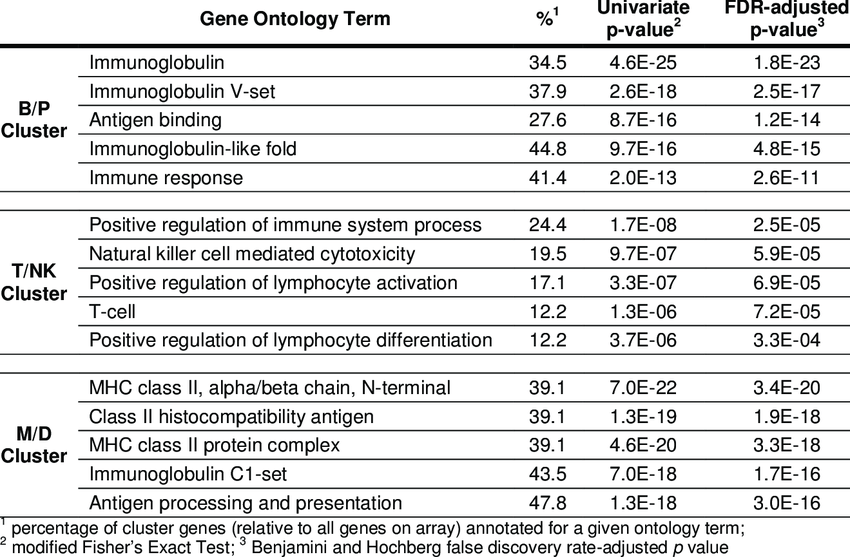 Gene Ontology Term %¹ Univariate p-value² FDR-adjusted p-value³
B/P Cluster
Immunoglobulin 34.5 4.6E-25 1.8E-23
Immunoglobulin V-set 37.9 2.6E-18 2.5E-17
Antigen binding 27.6 8.7E-16 1.2E-14
Immunoglobulin-like fold 44.8 9.7E-16 4.8E-15
Immune response 41.4 2.0E-13 2.6E-11
T/NK Cluster
Positive regulation of immune system process 24.4 1.7E-08 2.5E-05
Natural killer cell mediated cytotoxicity 19.5 9.7E-07 5.9E-05
Positive regulation of lymphocyte activation 17.1 3.3E-07 6.9E-05
T-cell 12.2 1.3E-06 7.2E-05
Positive regulation of lymphocyte differentiation 12.2 3.7E-06 3.3E-04
M/D Cluster
MHC class II, alpha/beta chain, N-terminal 39.1 7.0E-22 3.4E-20
Class II histocompatibility antigen 39.1 1.3E-19 1.9E-18
MHC class II protein complex 39.1 4.6E-20 3.3E-18
Immunoglobulin C1-set 43.5 7.0E-18 1.7E-16
Antigen processing and presentation 47.8 1.3E-18 3.0E-16
¹ percentage of cluster genes (relative to all genes on array) annotated for a given ontology term;
² modified Fisher's Exact Test; ³ Benjamini and Hochberg false discovery rate-adjusted p value